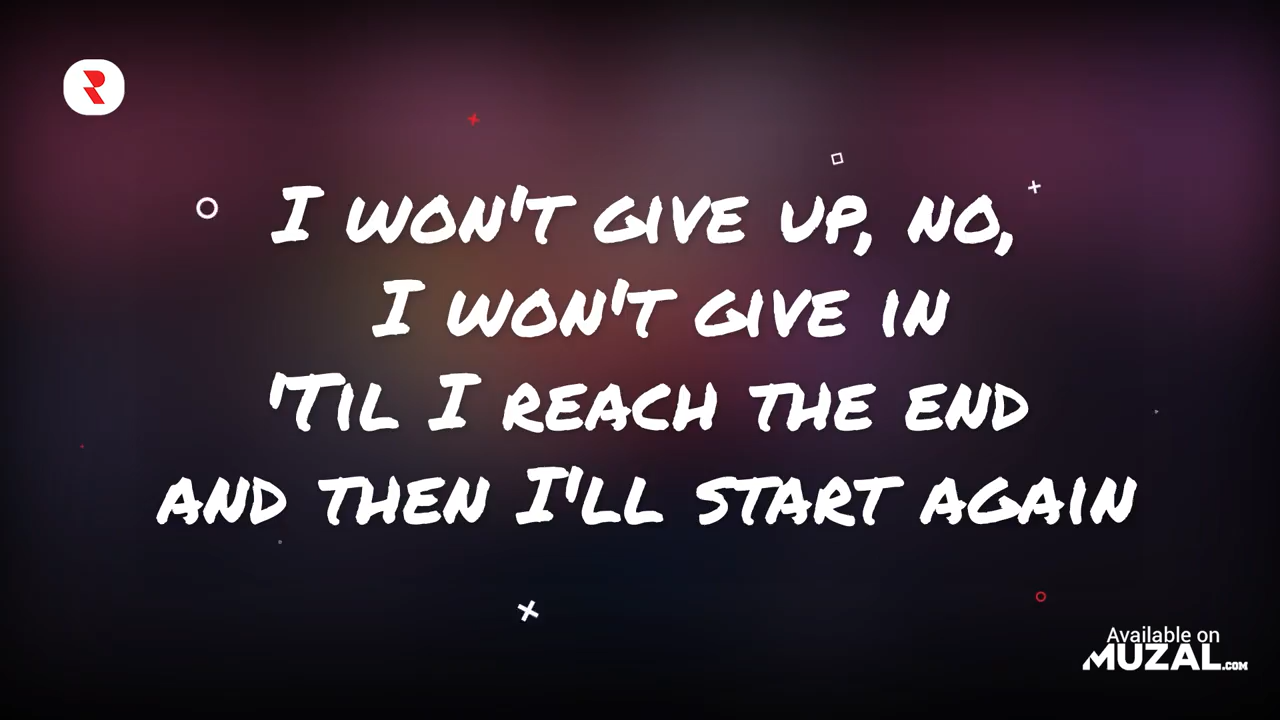 I WON'T GIVE UP, NO,
I WON'T GIVE IN
'TIL I REACH THE END
AND THEN I'LL START AGAIN
Available on
MUZAL.COM